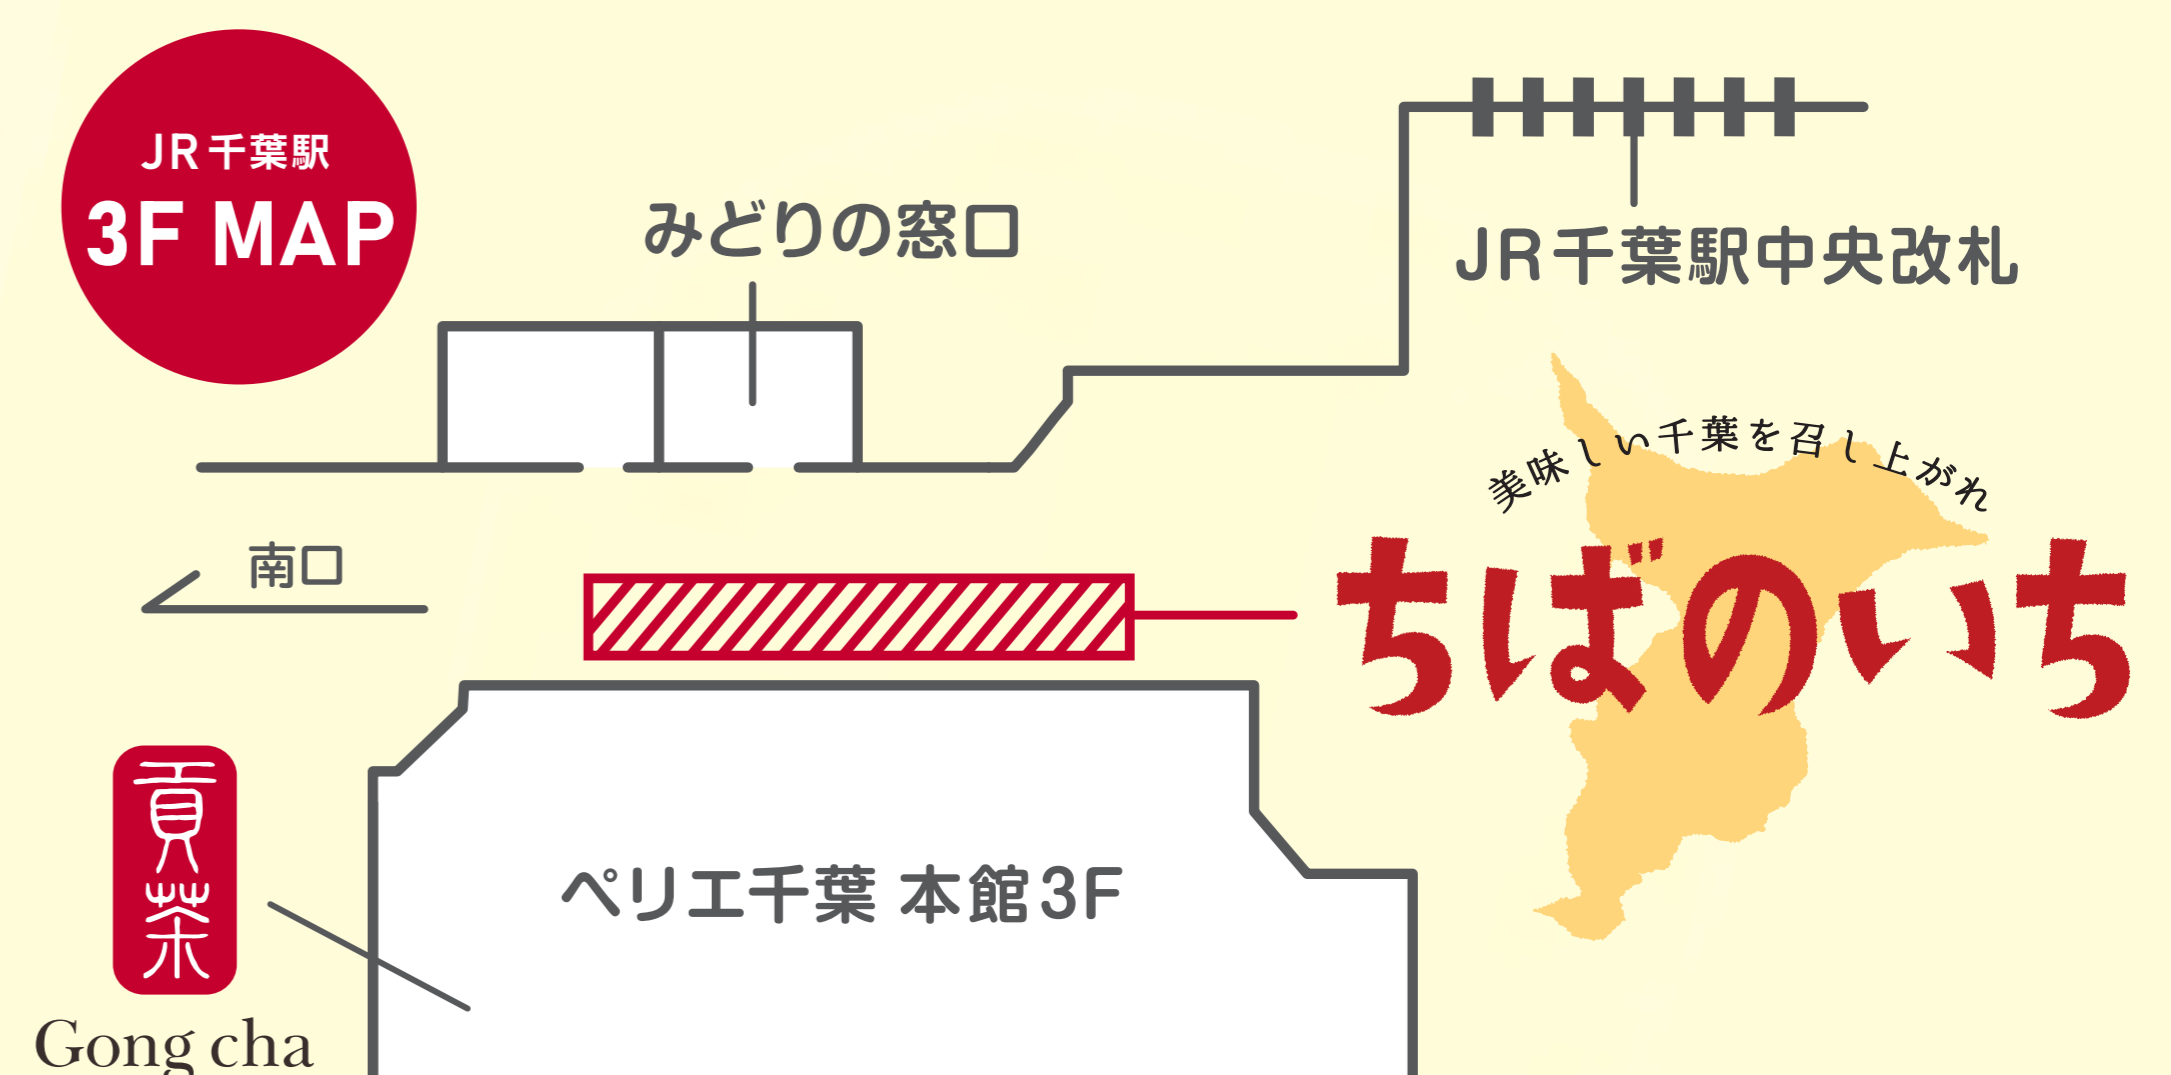 JR千葉駅
3F MAP
みどりの窓口
JR千葉駅中央改札
美味しい千葉を召し上がれ
ちばのいち
南口
貢茶
Gong cha
ペリエ千葉 本館3F